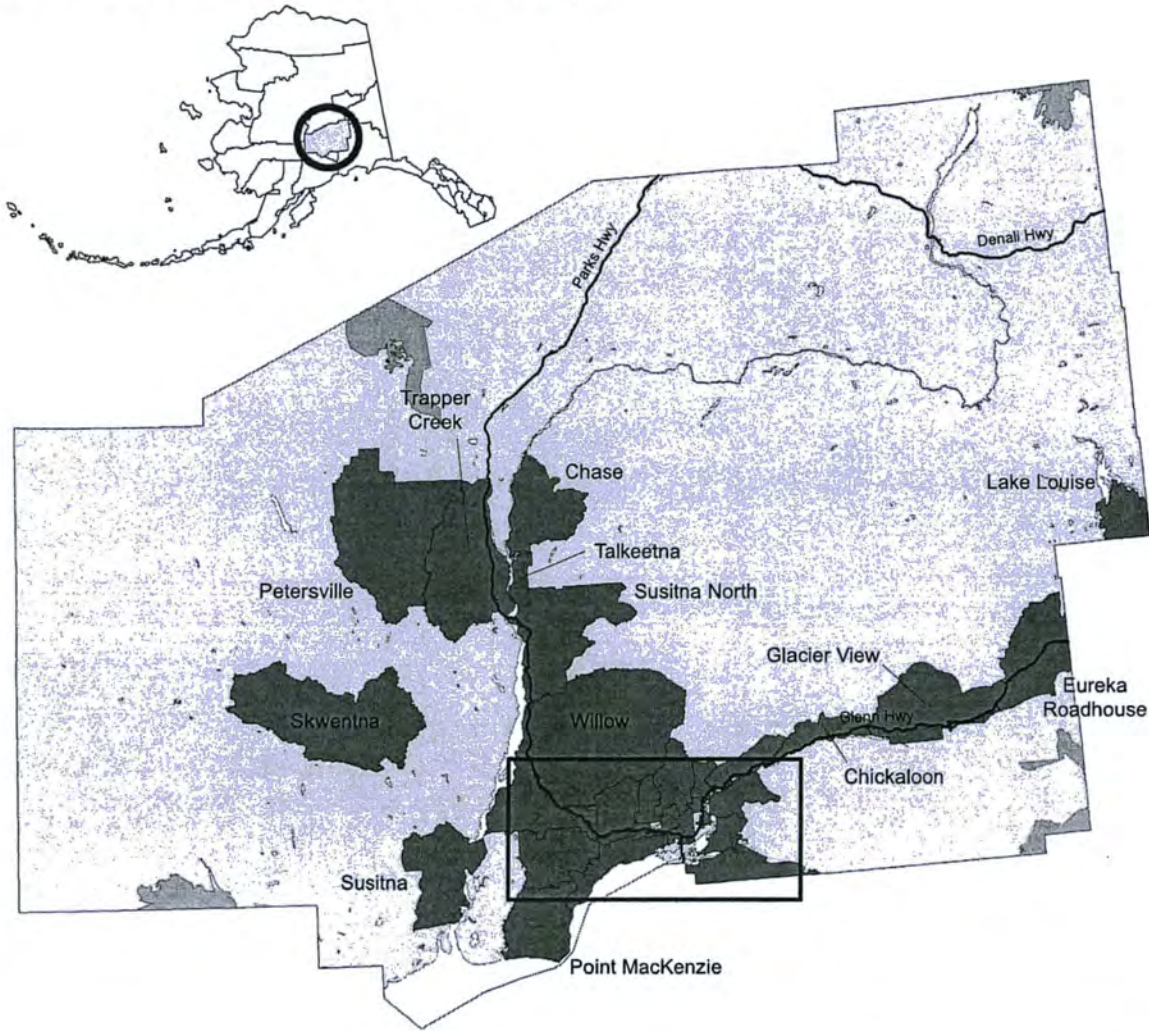 Parks Hwy
Denali Hwy
Trapper
Creek
Chase
Lake Louise
Talkeetna
Petersville
Susitna North
Glacier View
Eureka
Roadhouse
Skwentna
Willow
Glenn Hwy
Chickaloon
Susitna
Point MacKenzie